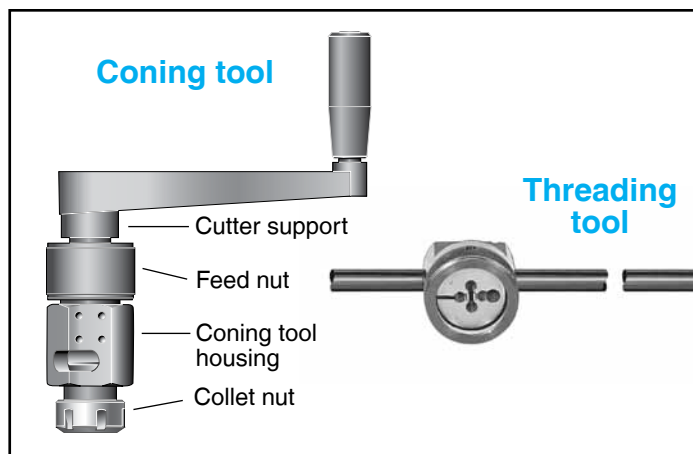 Coning tool
Cutter support
Feed nut
Coning tool
housing
Collet nut
Threading
tool